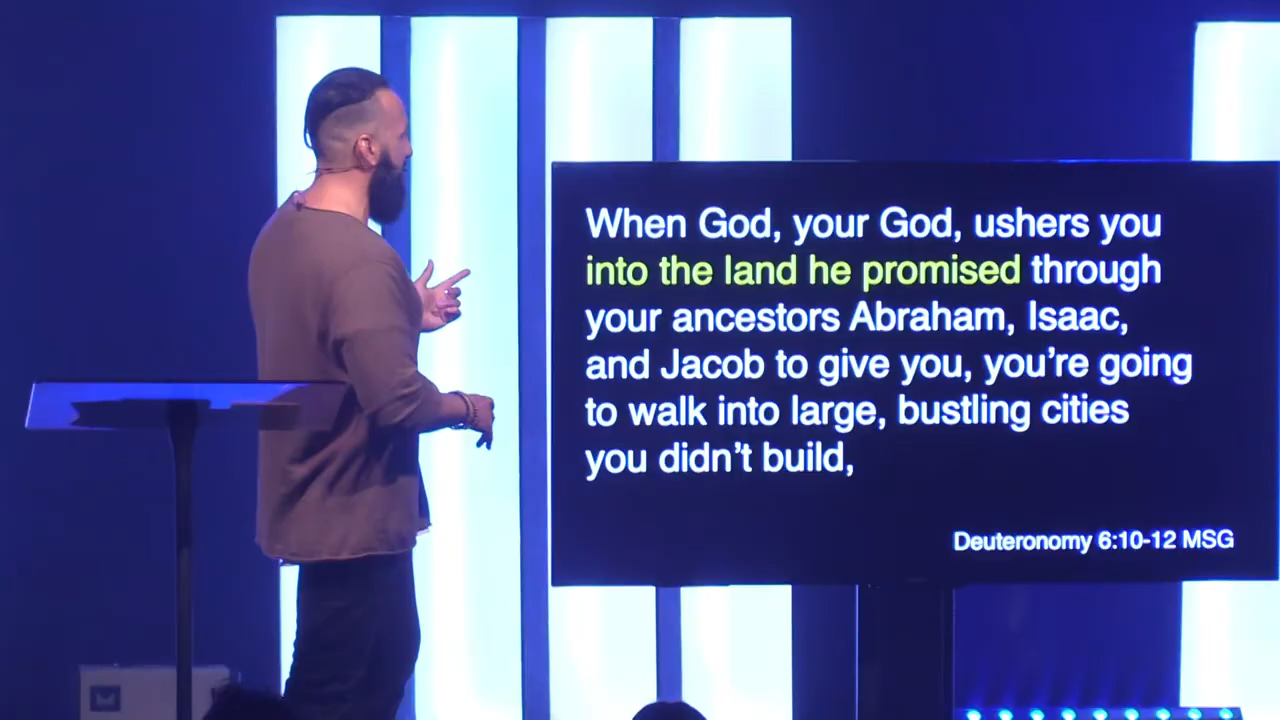 When God, your God, ushers you
into the land he promised through
your ancestors Abraham, Isaac,
and Jacob to give you, you’re going
to walk into large, bustling cities
you didn’t build,
Deuteronomy 6:10-12 MSG